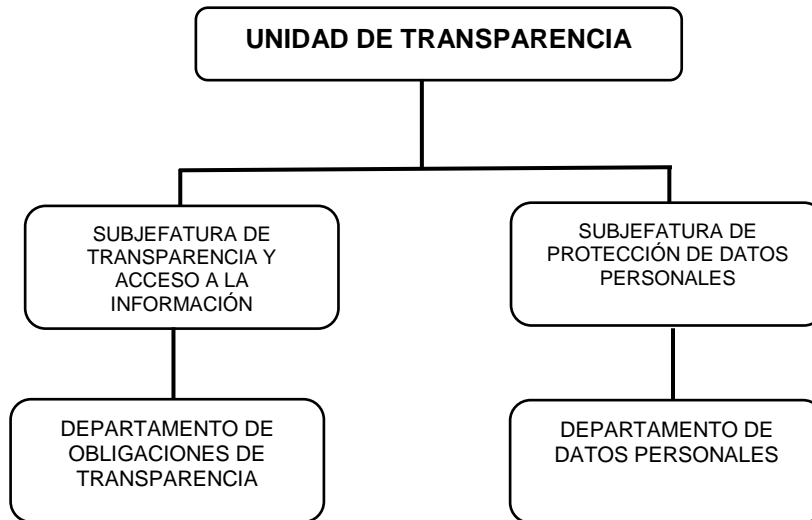 UNIDAD DE TRANSPARENCIA
SUBJEFATURA DE
TRANSPARENCIA Y
ACCESO A LA
INFORMACIÓN
SUBJEFATURA DE
PROTECCIÓN DE DATOS
PERSONALES
DEPARTAMENTO DE
OBLIGACIONES DE
TRANSPARENCIA
DEPARTAMENTO DE
DATOS PERSONALES